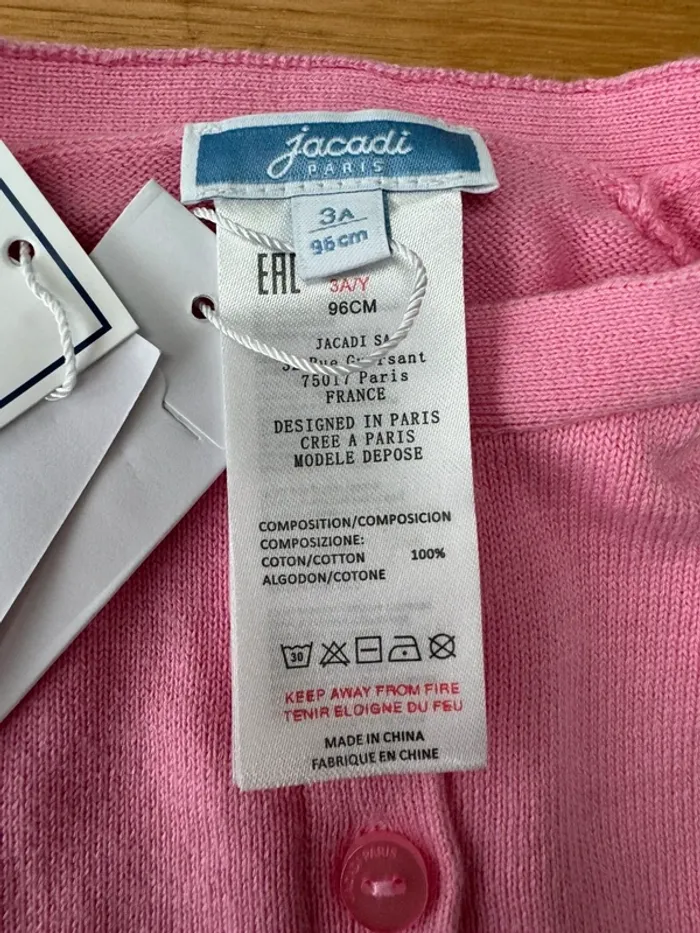 jacadi
PARIS
3A
96cm
EAC
3A/Y
96CM
JACADI SA
Rue
75017 Paris
FRANCE
DESIGNED IN PARIS
CREE A PARIS
MODELE DEPOSE
COMPOSITION/COMPOSICION
COMPOSIZIONE:
COTON/COTTON 100%
ALGODON/COTONE
30
KEEP AWAY FROM FIRE
TENIR ELOIGNE DU FEU
MADE IN CHINA
FABRIQUE EN CHINE
PARIS